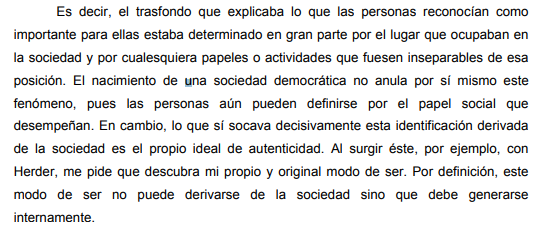 Es decir, el trasfondo que explicaba lo que las personas reconocían como
importante para ellas estaba determinado en gran parte por el lugar que ocupaban en
la sociedad y por cualesquiera papeles o actividades que fuesen inseparables de esa
posición. El nacimiento de una sociedad democrática no anula por sí mismo este
fenómeno, pues las personas aún pueden definirse por el papel social que
desempeñan. En cambio, lo que sí socava decisivamente esta identificación derivada
de la sociedad es el propio ideal de autenticidad. Al surgir éste, por ejemplo, con
Herder, me pide que descubra mi propio y original modo de ser. Por definición, este
modo de ser no puede derivarse de la sociedad sino que debe generarse
internamente.